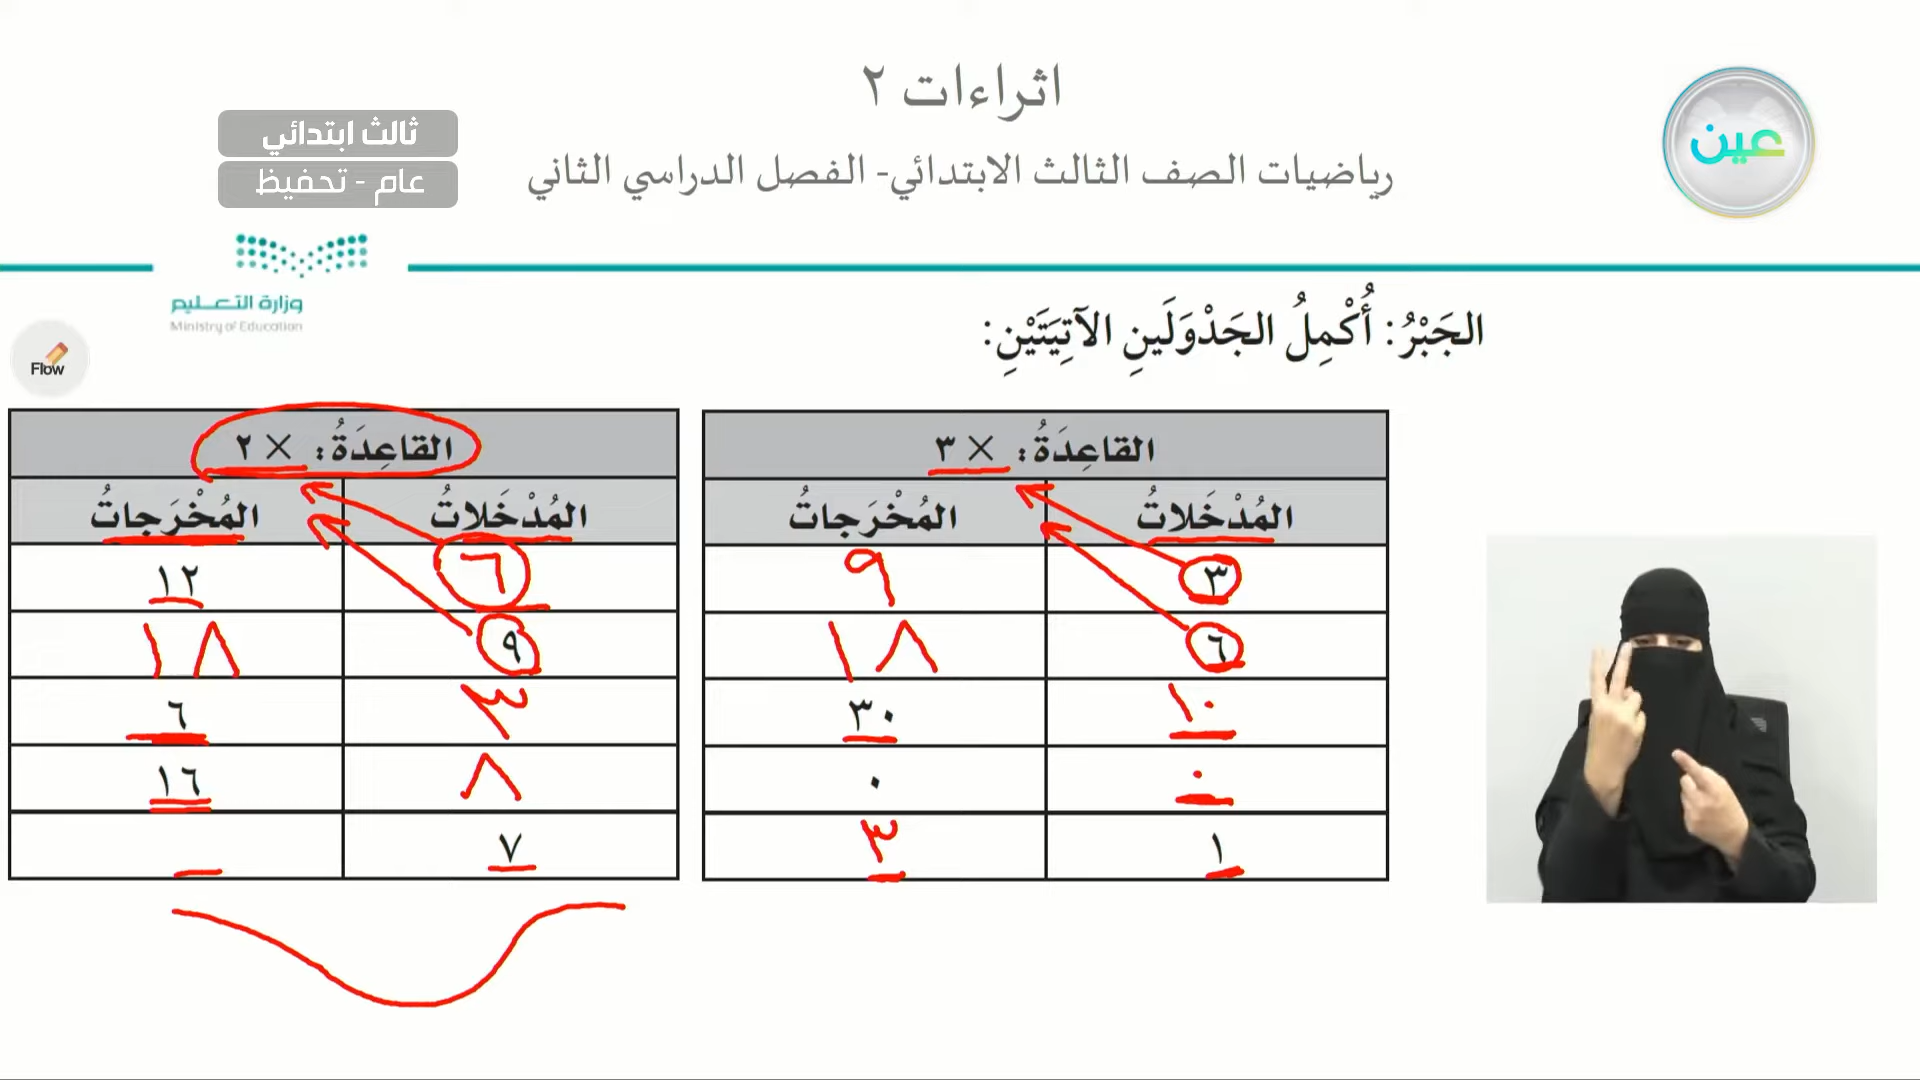 اثراءات ٢
رياضيات الصف الثالث الابتدائي- الفصل الدراسي الثاني
ثالث ابتدائي
عام - تحفيظ
عين
وزارة التعليم
Ministry of Education
Flow
الجَبْرُ: أُكْمِلُ الجَدْوَلَينِ الآتِيَتَيْنِ:
القاعِدَةُ: × ٣
المُدْخَلاتُ المُخْرَجاتُ
٣ ٩
٦ ١٨
١٠ ٣٠
٠ ٠
١ ٣
القاعِدَةُ: × ٢
المُدْخَلاتُ المُخْرَجاتُ
٦ ١٢
٩ ١٨
٣ ٦
٨ ١٦
٧